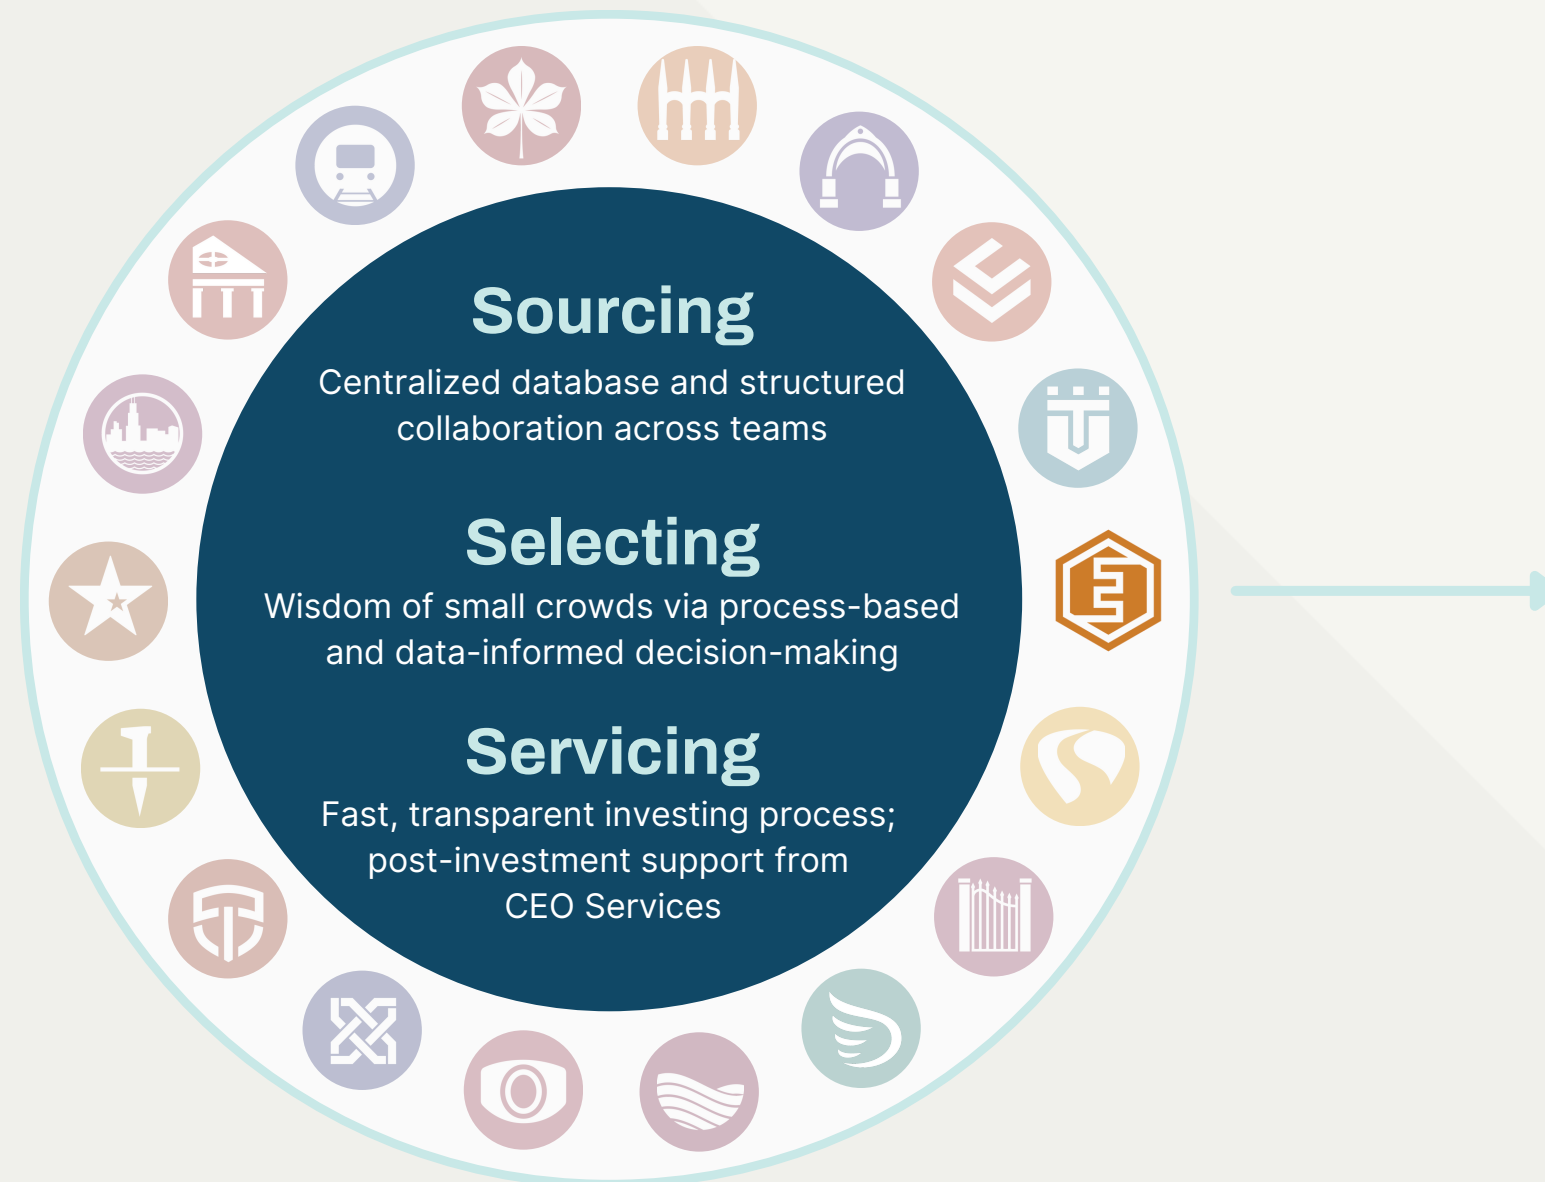 Sourcing
Centralized database and structured
collaboration across teams
Selecting
Wisdom of small crowds via process-based
and data-informed decision-making
Servicing
Fast, transparent investing process;
post-investment support from
CEO Services